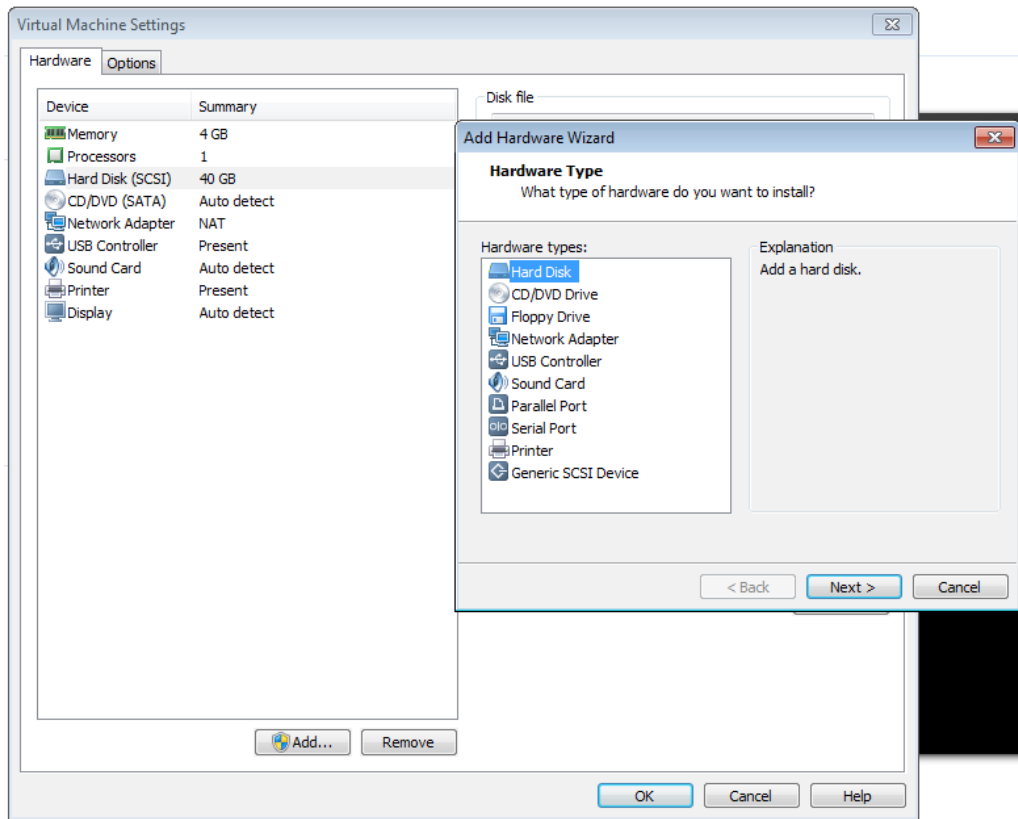 Virtual Machine Settings
Hardware
Options
Device Summary
Memory 4 GB
Processors 1
Hard Disk (SCSI) 40 GB
CD/DVD (SATA) Auto detect
Network Adapter NAT
USB Controller Present
Sound Card Auto detect
Printer Present
Display Auto detect
Add...
Remove
Disk file
Add Hardware Wizard
Hardware Type
What type of hardware do you want to install?
Hardware types:
Hard Disk
CD/DVD Drive
Floppy Drive
Network Adapter
USB Controller
Sound Card
Parallel Port
Serial Port
Printer
Generic SCSI Device
Explanation
Add a hard disk.
< Back
Next >
Cancel
OK
Cancel
Help